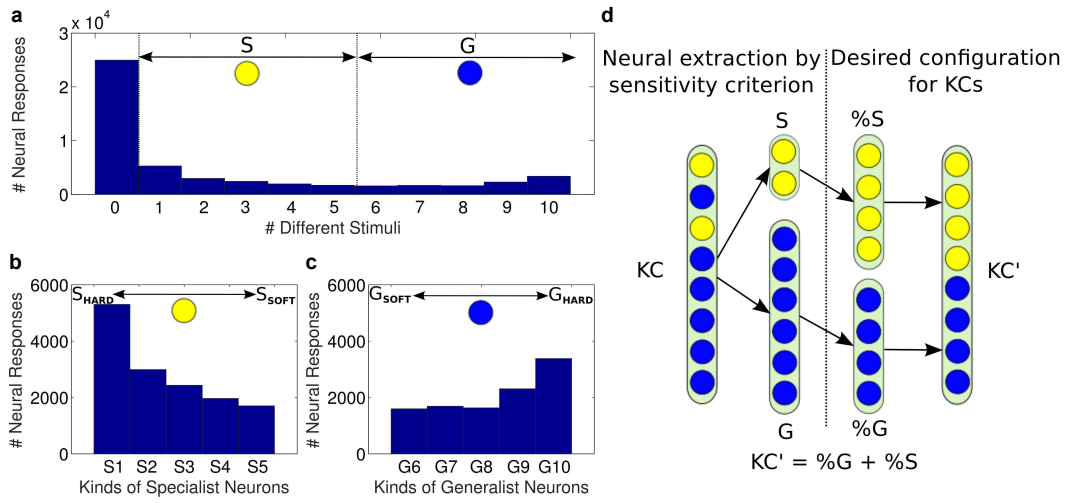 a
x 10⁴
3
2
1
0
# Neural Responses
S
G
0 1 2 3 4 5 6 7 8 9 10
# Different Stimuli
b
6000
4000
2000
0
# Neural Responses
S_HARD S_SOFT
S1 S2 S3 S4 S5
Kinds of Specialist Neurons
c
6000
4000
2000
0
# Neural Responses
G_SOFT G_HARD
G6 G7 G8 G9 G10
Kinds of Generalist Neurons
d
Neural extraction by
sensitivity criterion
Desired configuration
for KCs
S
%S
KC
KC'
G
%G
KC' = %G + %S